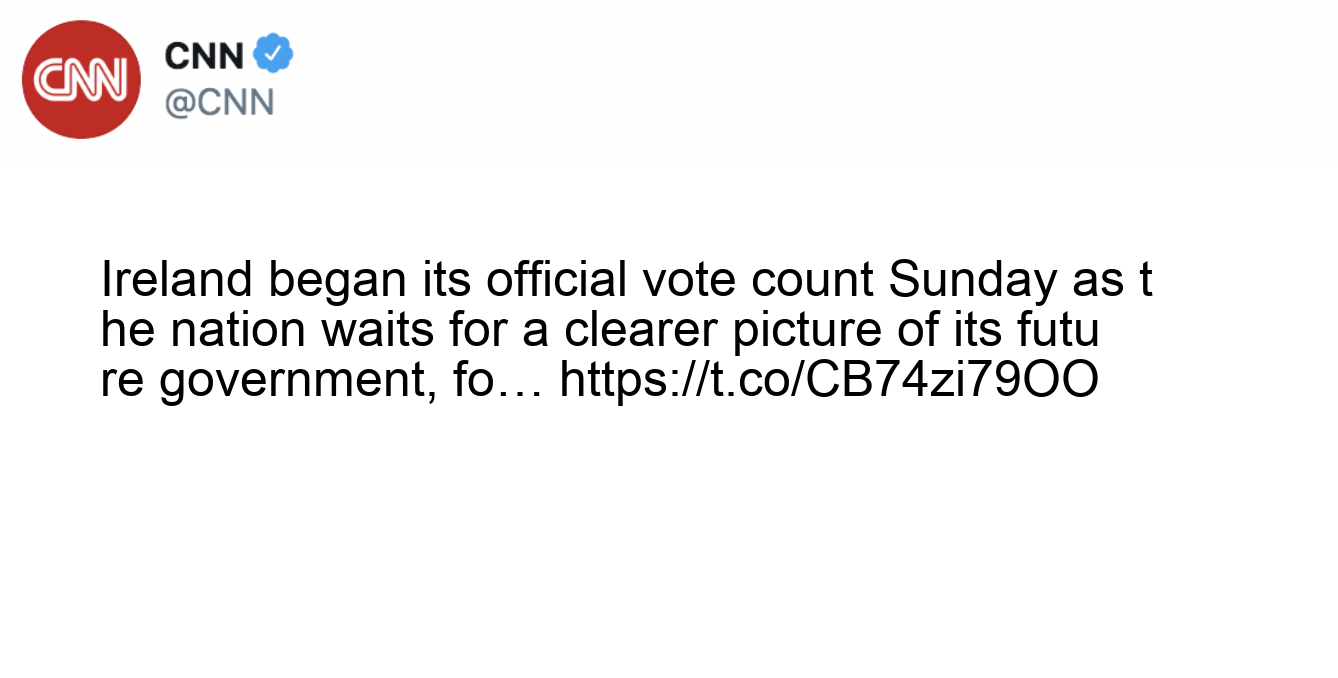 CNN
CNN
@CNN
Ireland began its official vote count Sunday as t
he nation waits for a clearer picture of its futu
re government, fo… https://t.co/CB74zi79OO